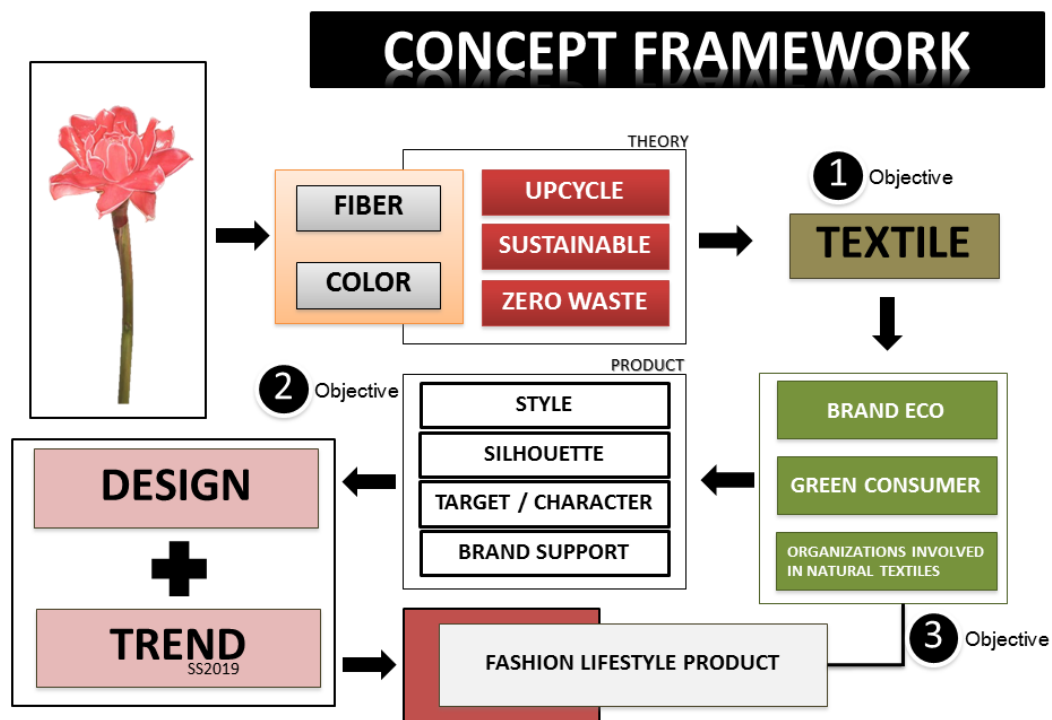 CONCEPT FRAMEWORK
THEORY
FIBER
COLOR
UPCYCLE
SUSTAINABLE
ZERO WASTE
1 Objective
TEXTILE
PRODUCT
2 Objective
STYLE
SILHOUETTE
TARGET / CHARACTER
BRAND SUPPORT
BRAND ECO
GREEN CONSUMER
ORGANIZATIONS INVOLVED
IN NATURAL TEXTILES
DESIGN
TREND
SS2019
FASHION LIFESTYLE PRODUCT
3 Objective